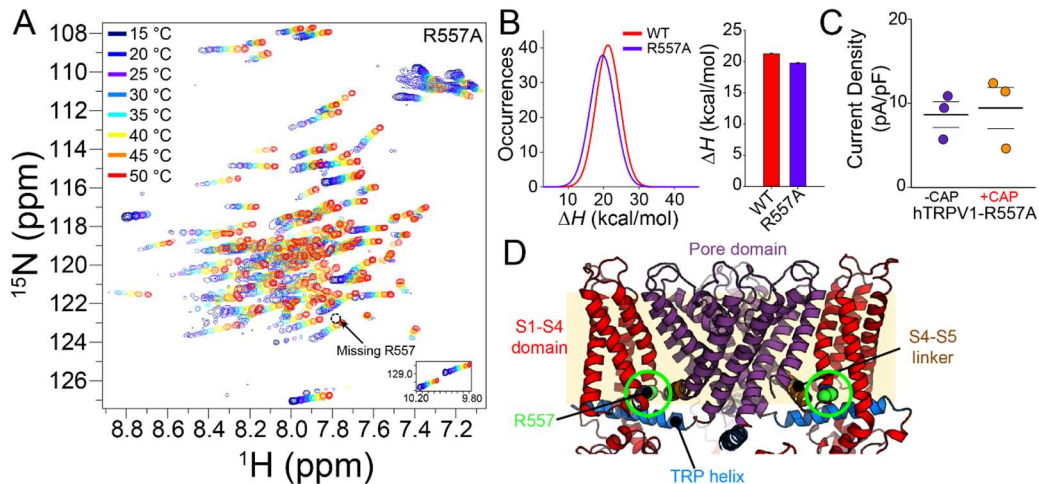 A
R557A
15 °C
20 °C
25 °C
30 °C
35 °C
40 °C
45 °C
50 °C
108
110
112
114
116
118
120
122
124
126
15N (ppm)
Missing R557
129.0
10.20 9.80
8.8 8.6 8.4 8.2 8.0 7.8 7.6 7.4 7.2
1H (ppm)
B
WT
R557A
Occurrences
40
30
20
10
0
0 10 20 30 40
ΔH (kcal/mol)
ΔH (kcal/mol)
25
20
15
10
5
0
WT
R557A
C
Current Density
(pA/pF)
20
10
0
-CAP +CAP
hTRPV1-R557A
D
Pore domain
S1-S4
domain
S4-S5
linker
R557
TRP helix